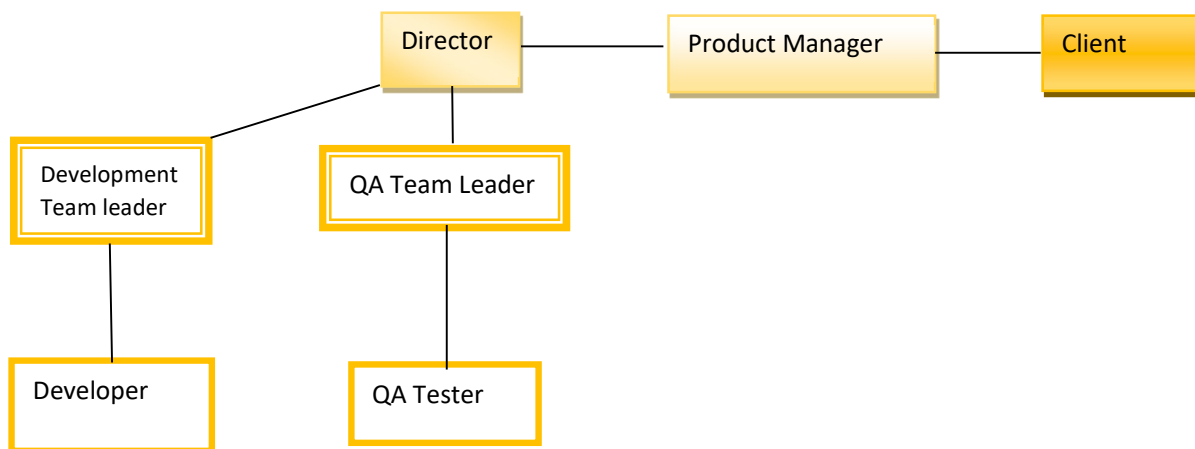 Director
Product Manager
Client
Development
Team leader
QA Team Leader
Developer
QA Tester